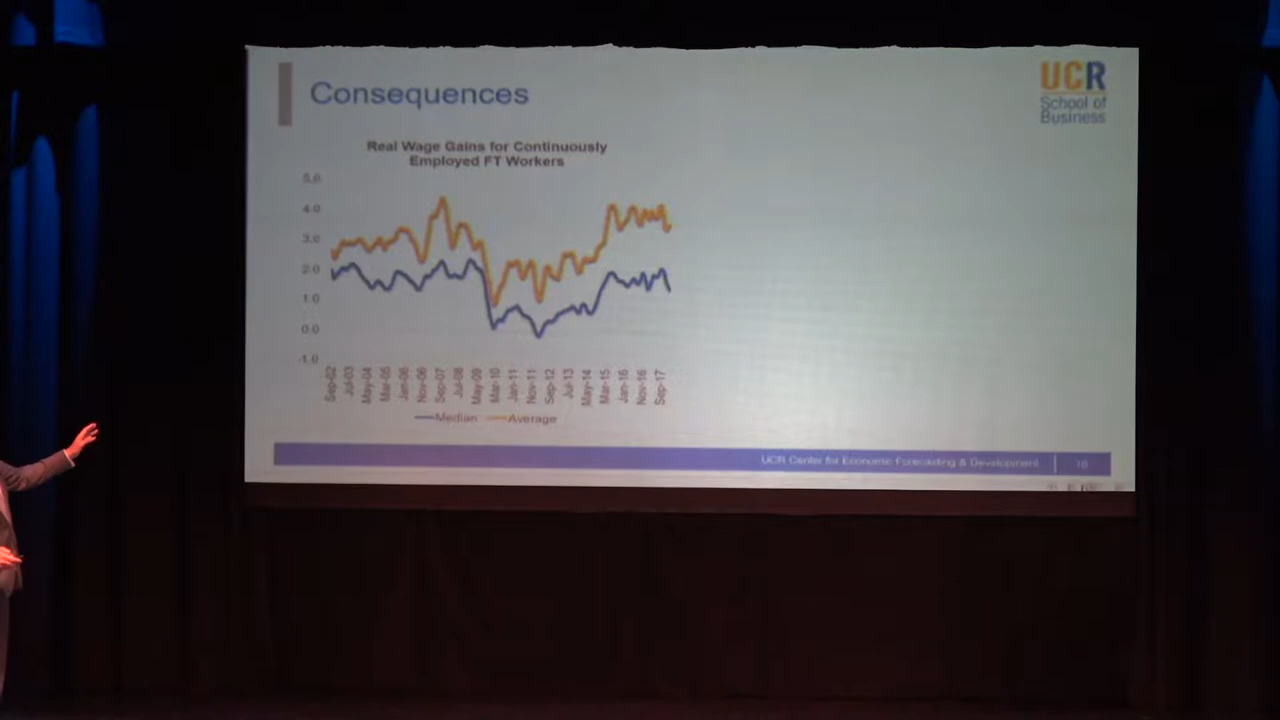 Consequences
UCR
School of
Business
Real Wage Gains for Continuously
Employed FT Workers
5.0
4.0
3.0
2.0
1.0
0.0
-1.0
Sep-02
Jul-03
May-04
Mar-05
Jan-06
Nov-06
Sep-07
Jul-08
May-09
Mar-10
Jan-11
Nov-11
Sep-12
Jul-13
May-14
Mar-15
Jan-16
Nov-16
Sep-17
Median Average
UCR Center for Economic Forecasting & Development